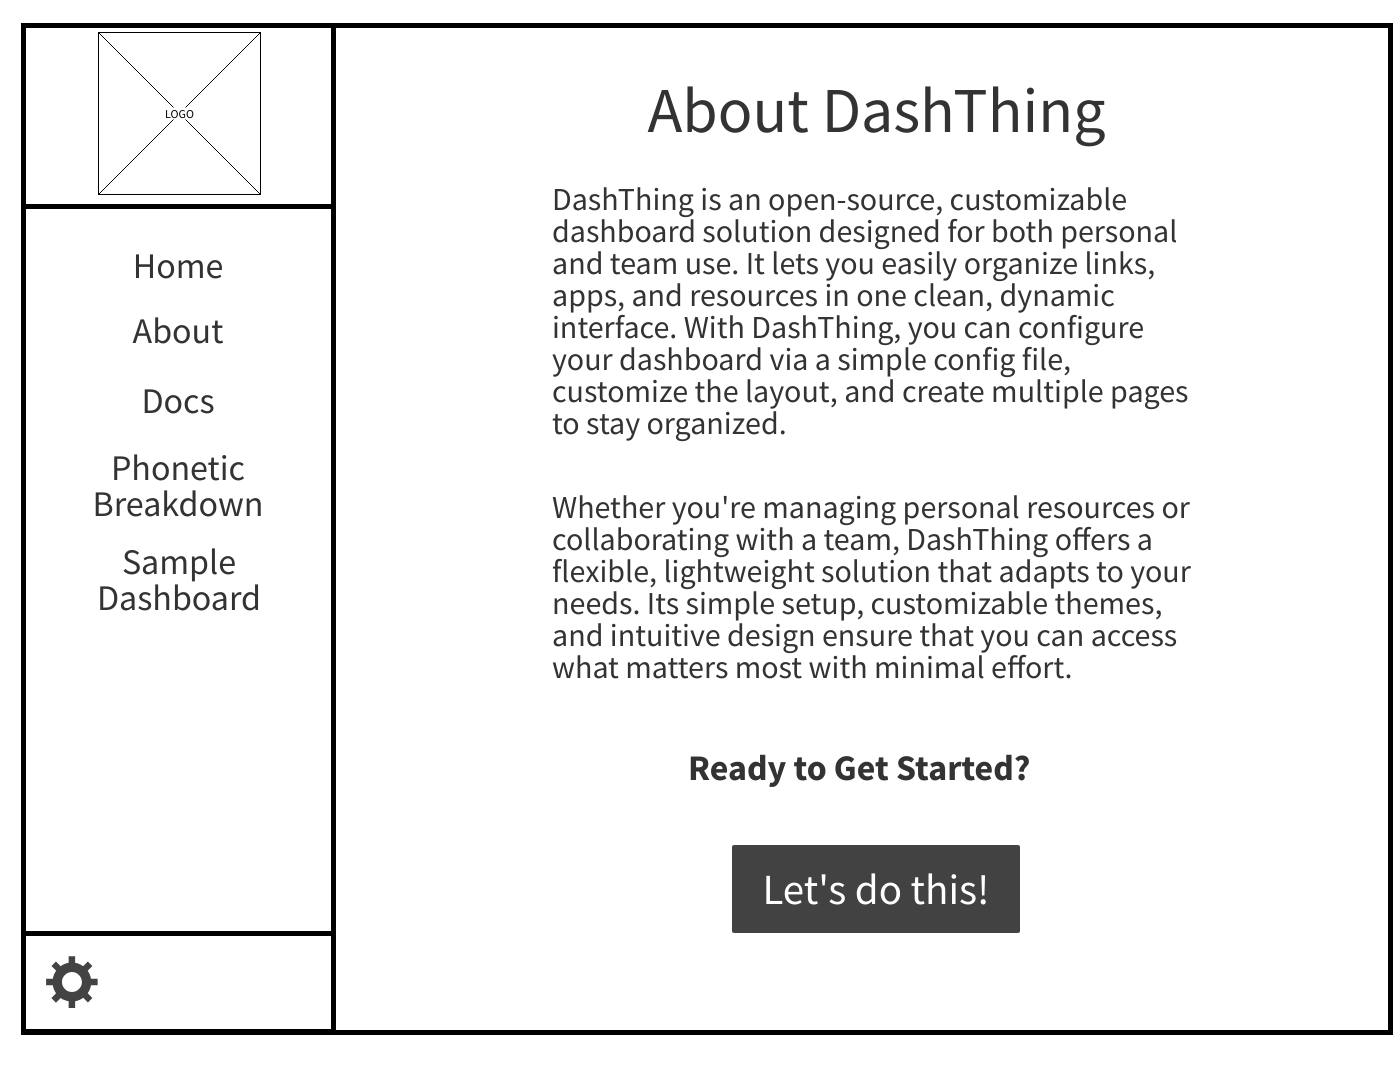 LOGO
Home
About
Docs
Phonetic
Breakdown
Sample
Dashboard
About DashThing
DashThing is an open-source, customizable
dashboard solution designed for both personal
and team use. It lets you easily organize links,
apps, and resources in one clean, dynamic
interface. With DashThing, you can configure
your dashboard via a simple config file,
customize the layout, and create multiple pages
to stay organized.
Whether you're managing personal resources or
collaborating with a team, DashThing offers a
flexible, lightweight solution that adapts to your
needs. Its simple setup, customizable themes,
and intuitive design ensure that you can access
what matters most with minimal effort.
Ready to Get Started?
Let's do this!